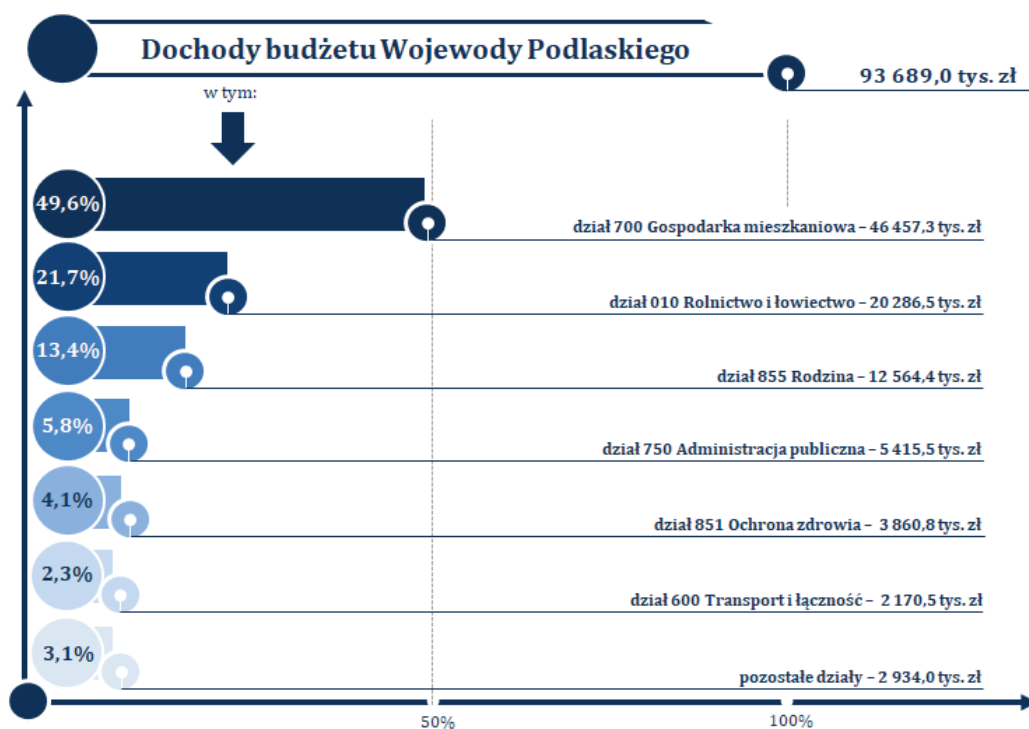 Dochody budżetu Wojewody Podlaskiego
93 689,0 tys. zł
w tym:
49,6%
dział 700 Gospodarka mieszkaniowa – 46 457,3 tys. zł
21,7%
dział 010 Rolnictwo i łowiectwo – 20 286,5 tys. zł
13,4%
dział 855 Rodzina – 12 564,4 tys. zł
5,8%
dział 750 Administracja publiczna – 5 415,5 tys. zł
4,1%
dział 851 Ochrona zdrowia – 3 860,8 tys. zł
2,3%
dział 600 Transport i łączność – 2 170,5 tys. zł
3,1%
pozostałe działy – 2 934,0 tys. zł
50%
100%